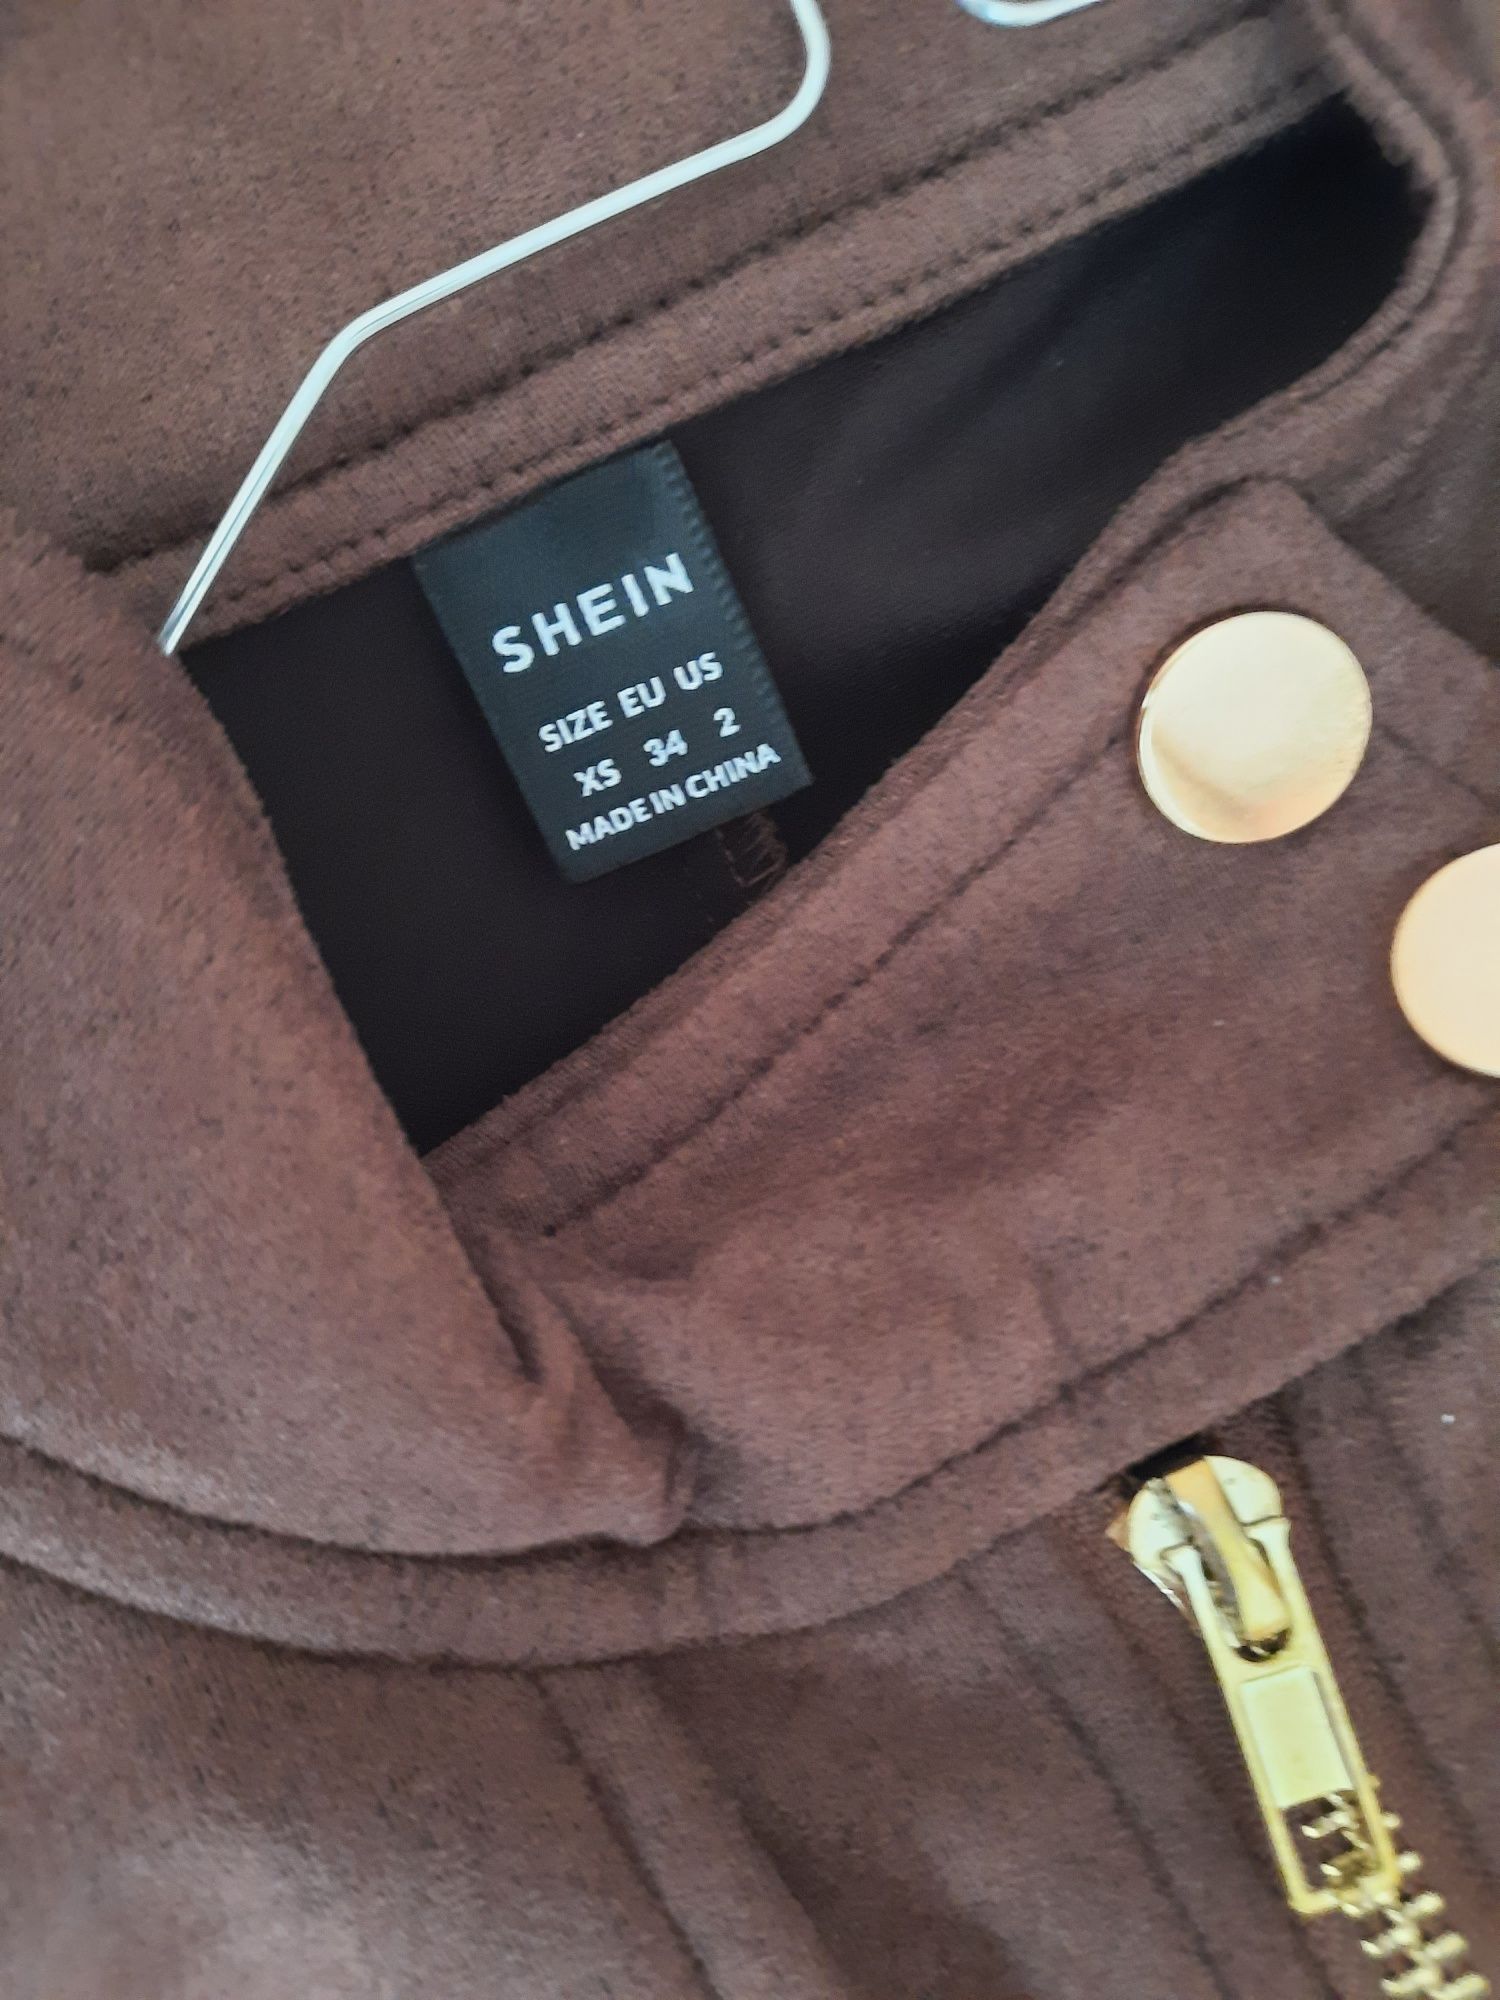 SHEIN
SIZE EU US
XS 34 2
MADE IN CHINA